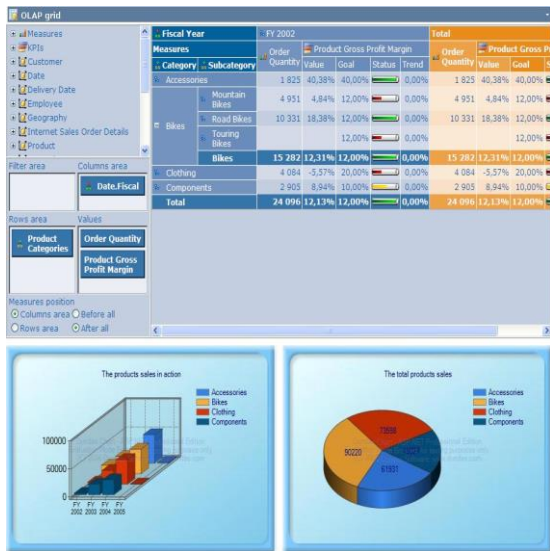 OLAP grid
Measures
KPIs
Customer
Date
Delivery Date
Employee
Geography
Internet Sales Order Details
Product
Filter area
Columns area
Date.Fiscal
Rows area
Values
Product Categories
Order Quantity
Product Gross Profit Margin
Measures position
Columns area Before all
Rows area After all
Fiscal Year FY 2002 Total
Measures Order Quantity Product Gross Profit Margin Order Quantity Product Gross P
Category Subcategory Value Goal Status Trend Value Goal S
Accessories 1 825 40,38% 40,00% 0,00% 1 825 40,38% 40,00%
Bikes Mountain Bikes 4 951 4,84% 12,00% 0,00% 4 951 4,84% 12,00%
Road Bikes 10 331 18,38% 12,00% 0,00% 10 331 18,38% 12,00%
Touring Bikes 12,00% 0,00% 12,00%
Bikes 15 282 12,31% 12,00% 0,00% 15 282 12,31% 12,00%
Clothing 4 084 -5,57% 20,00% 0,00% 4 084 -5,57% 20,00%
Components 2 905 8,94% 10,00% 0,00% 2 905 8,94% 10,00%
Total 24 096 12,13% 12,00% 0,00% 24 096 12,13% 12,00%
The products sales in action
Accessories
Bikes
Clothing
Components
100000
50000
0
FY 2002 FY 2003 FY 2004 FY 2005
The total products sales
Accessories
Bikes
Clothing
Components
90220
61931